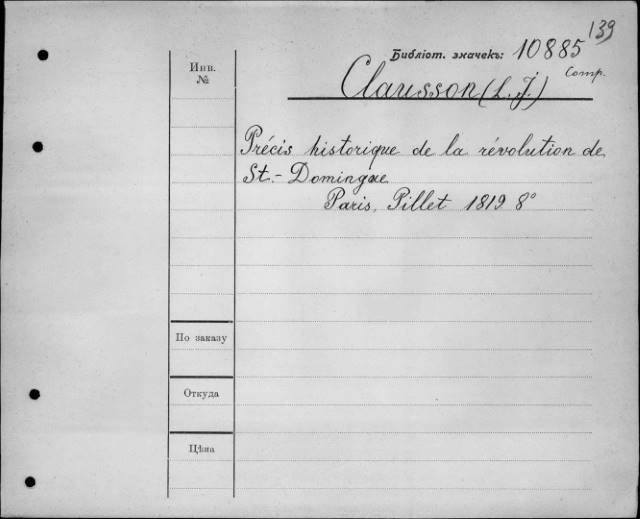 139
Библіот. значекъ: 10885
Comp.
Инв.
№
Clausson (L. J.)
Précis historique de la révolution de
St.- Domingue
Paris, Pillet 1819 8°
По заказу
Откуда
Цѣна